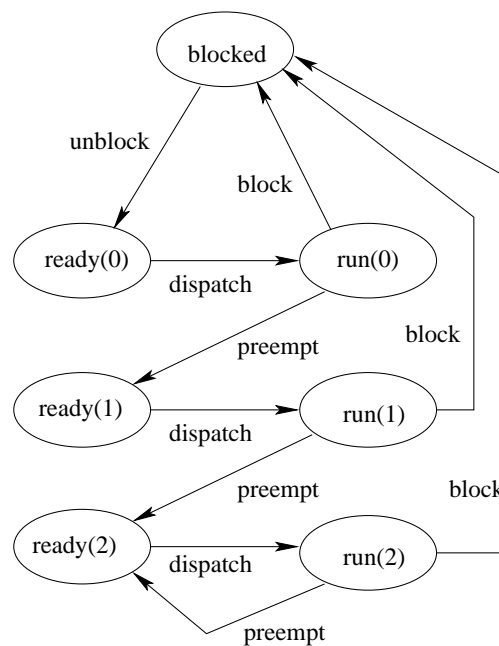 blocked
unblock
block
ready(0)
run(0)
dispatch
preempt
block
ready(1)
run(1)
dispatch
preempt
block
ready(2)
run(2)
dispatch
preempt